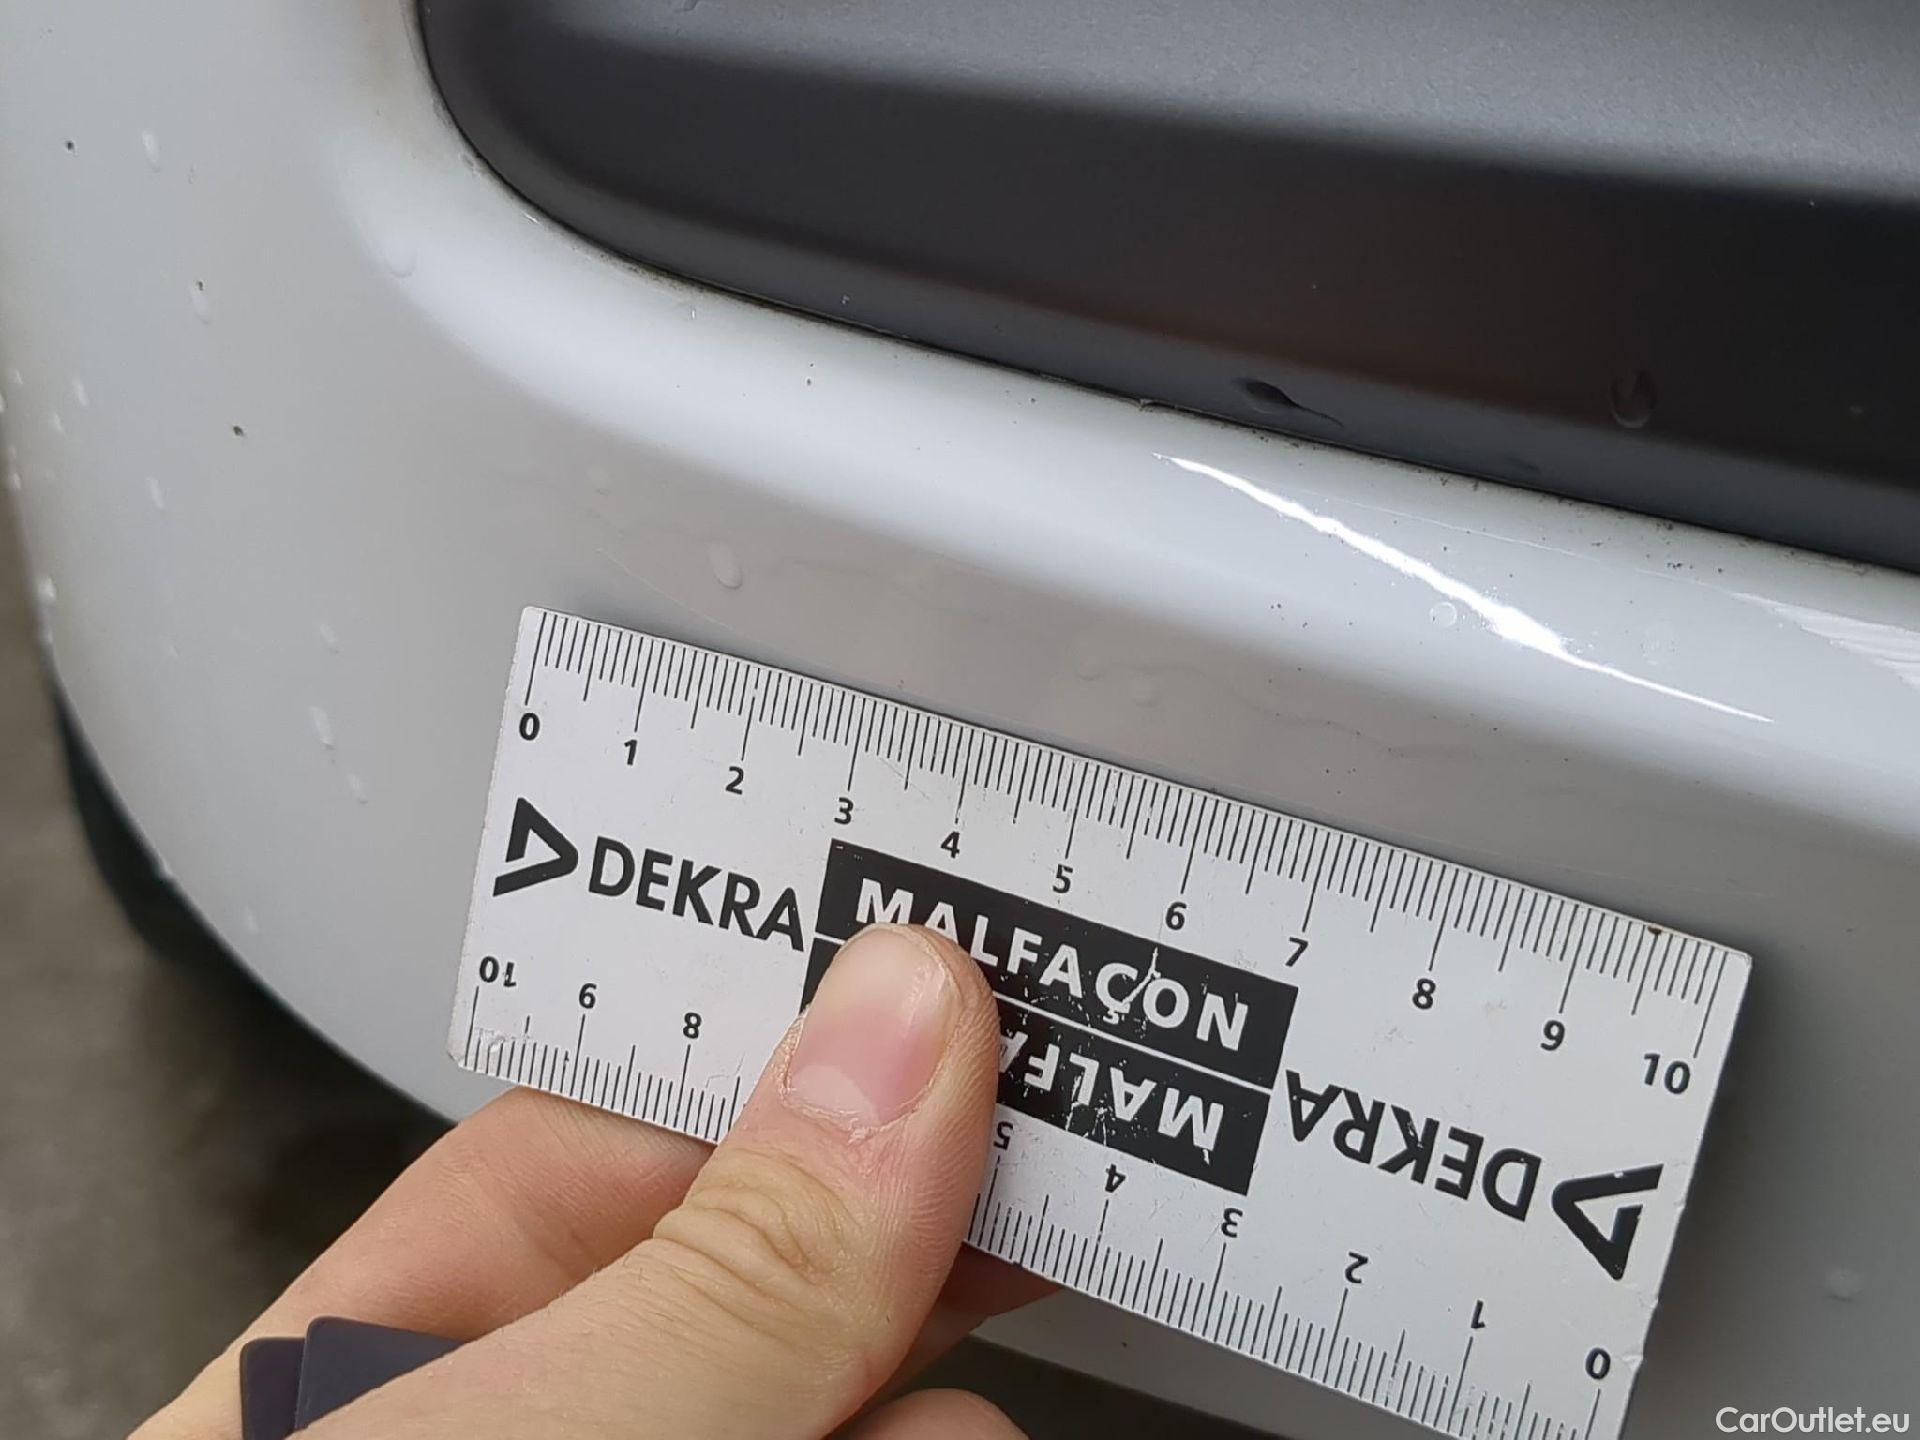 0 1 2 3 4 5 6 7 8 9 10
DEKRA MALFAÇON
MALFA
DEKRA
10 9 8 5 4 3 2 1 0
CarOutlet.eu